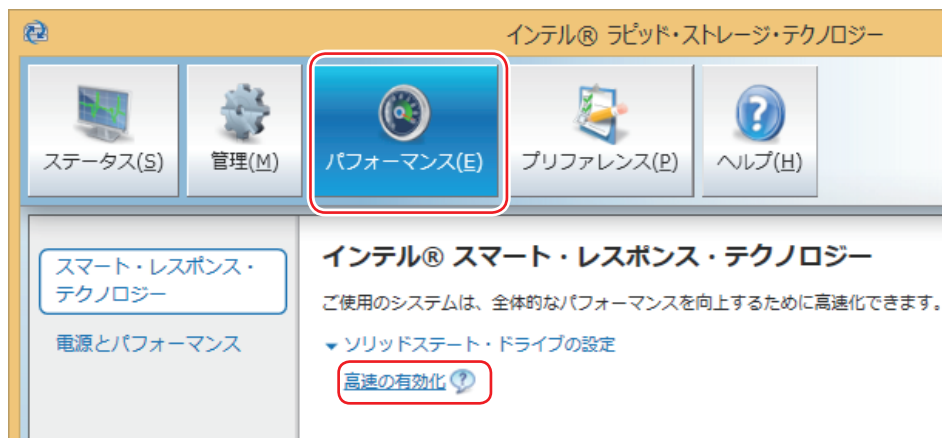 インテル® ラピッド・ストレージ・テクノロジー
ステータス(S)
管理(M)
パフォーマンス(E)
プリファレンス(P)
ヘルプ(H)
スマート・レスポンス・
テクノロジー
電源とパフォーマンス
インテル® スマート・レスポンス・テクノロジー
ご使用のシステムは、全体的なパフォーマンスを向上するために高速化できます。
ソリッドステート・ドライブの設定
高速の有効化